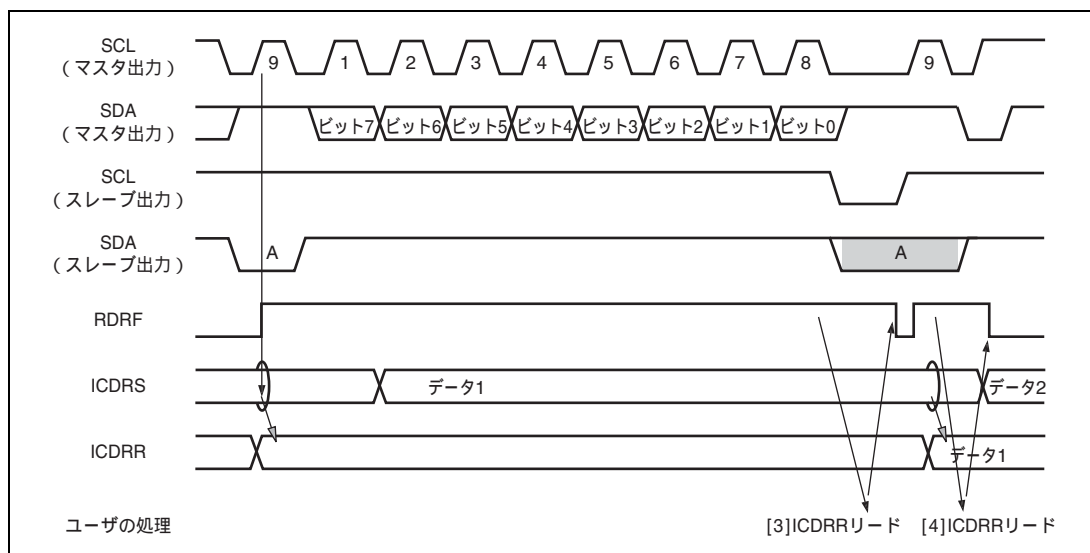 SCL
(マスタ出力)
9 1 2 3 4 5 6 7 8 9
SDA
(マスタ出力)
ビット7 ビット6 ビット5 ビット4 ビット3 ビット2 ビット1 ビット0
SCL
(スレーブ出力)
SDA
(スレーブ出力)
A A
RDRF
ICDRS
データ1 データ2
ICDRR
データ1
ユーザの処理
[3]ICDRRリード [4]ICDRRリード